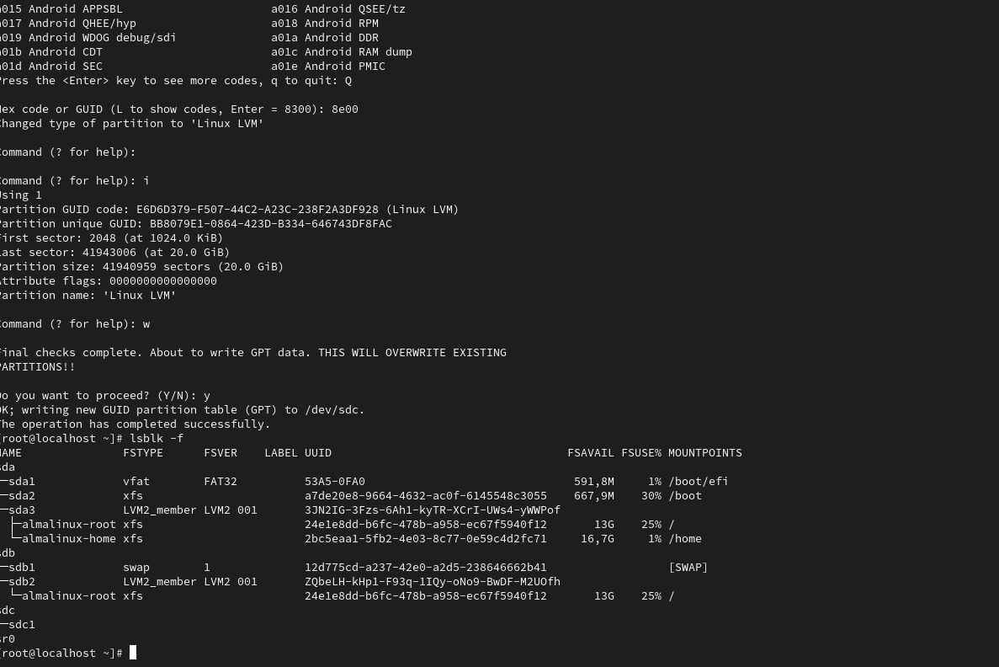 a015 Android APPSBL                      a016 Android QSEE/tz
a017 Android QHEE/hyp                    a018 Android RPM
a019 Android WDOG debug/sdi              a01a Android DDR
a01b Android CDT                         a01c Android RAM dump
a01d Android SEC                         a01e Android PMIC
Press the <Enter> key to see more codes, q to quit: Q
Hex code or GUID (L to show codes, Enter = 8300): 8e00
Changed type of partition to 'Linux LVM'
Command (? for help):
Command (? for help): i
Using 1
Partition GUID code: E6D6D379-F507-44C2-A23C-238F2A3DF928 (Linux LVM)
Partition unique GUID: BB8079E1-0864-423D-B334-646743DF8FAC
First sector: 2048 (at 1024.0 KiB)
Last sector: 41943006 (at 20.0 GiB)
Partition size: 41940959 sectors (20.0 GiB)
Attribute flags: 0000000000000000
Partition name: 'Linux LVM'
Command (? for help): w
Final checks complete. About to write GPT data. THIS WILL OVERWRITE EXISTING
PARTITIONS!!
Do you want to proceed? (Y/N): y
OK; writing new GUID partition table (GPT) to /dev/sdc.
The operation has completed successfully.
[root@localhost ~]# lsblk -f
NAME               FSTYPE      FSVER    LABEL UUID                                   FSAVAIL FSUSE% MOUNTPOINTS
sda
├─sda1             vfat        FAT32          53A5-0FA0                               591,8M     1% /boot/efi
├─sda2             xfs                        a7de20e8-9664-4632-ac0f-6145548c3055    667,9M    30% /boot
└─sda3             LVM2_member LVM2 001       3JN2IG-3Fzs-6Ah1-kyTR-XCrI-UWs4-yWWPof
  ├─almalinux-root xfs                        24e1e8dd-b6fc-478b-a958-ec67f5940f12       13G    25% /
  └─almalinux-home xfs                        2bc5eaa1-5fb2-4e03-8c77-0e59c4d2fc71     16,7G     1% /home
sdb
├─sdb1             swap        1              12d775cd-a237-42e0-a2d5-238646662b41                  [SWAP]
└─sdb2             LVM2_member LVM2 001       ZQbeLH-kHp1-F93q-1IQy-oNo9-BwDF-M2UOfh
  └─almalinux-root xfs                        24e1e8dd-b6fc-478b-a958-ec67f5940f12       13G    25% /
sdc
└─sdc1
sr0
[root@localhost ~]#